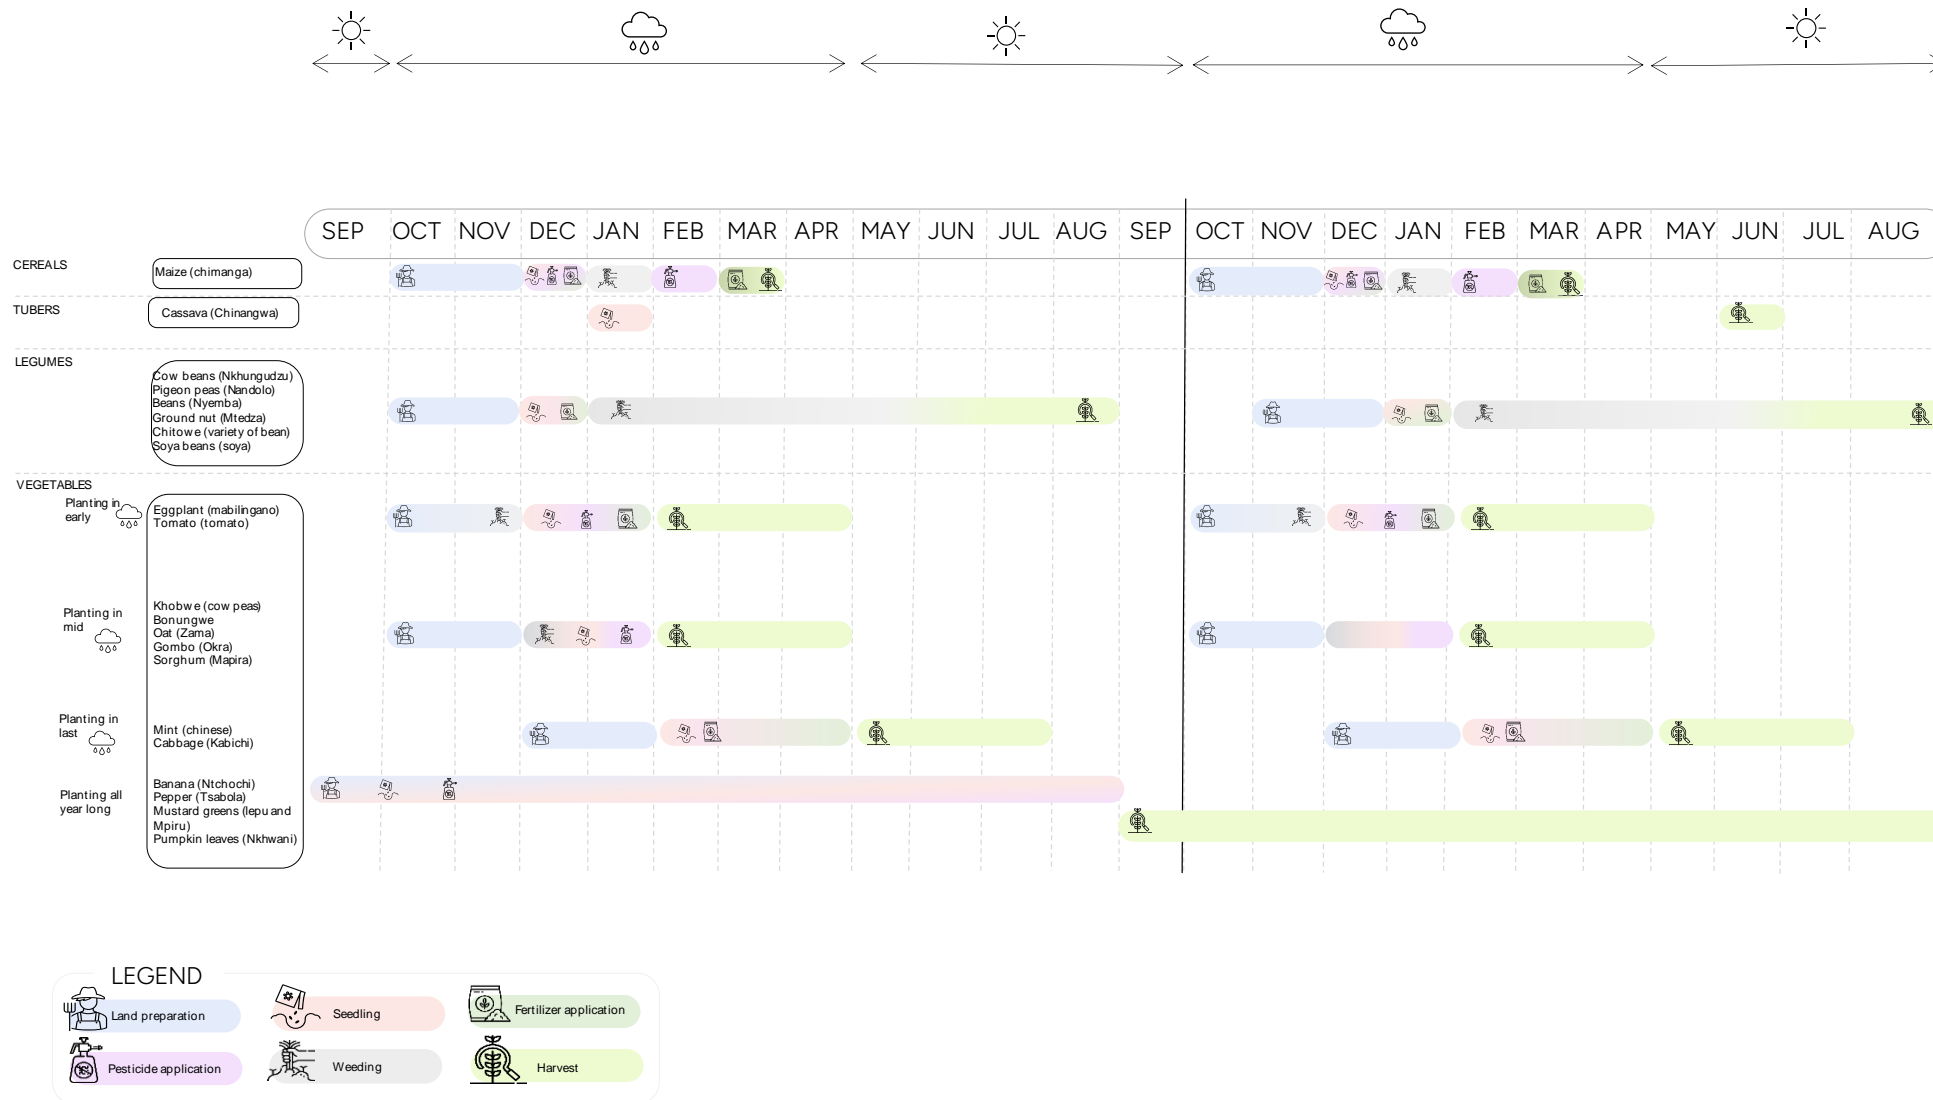 SEP OCT NOV DEC JAN FEB MAR APR MAY JUN JUL AUG SEP OCT NOV DEC JAN FEB MAR APR MAY JUN JUL AUG
CEREALS
Maize (chimanga)
TUBERS
Cassava (Chinangwa)
LEGUMES
Cow beans (Nkhungudzu)
Pigeon peas (Nandolo)
Beans (Nyemba)
Ground nut (Mtedza)
Chitowe (variety of bean)
Soya beans (soya)
VEGETABLES
Planting in
early
Eggplant (mabilingano)
Tomato (tomato)
Planting in
mid
Khobwe (cow peas)
Bonungwe
Oat (Zama)
Gombo (Okra)
Sorghum (Mapira)
Planting in
last
Mint (chinese)
Cabbage (Kabichi)
Planting all
year long
Banana (Ntchochi)
Pepper (Tsabola)
Mustard greens (lepu and
Mpiru)
Pumpkin leaves (Nkhwani)
LEGEND
Land preparation
Seedling
Fertilizer application
Pesticide application
Weeding
Harvest